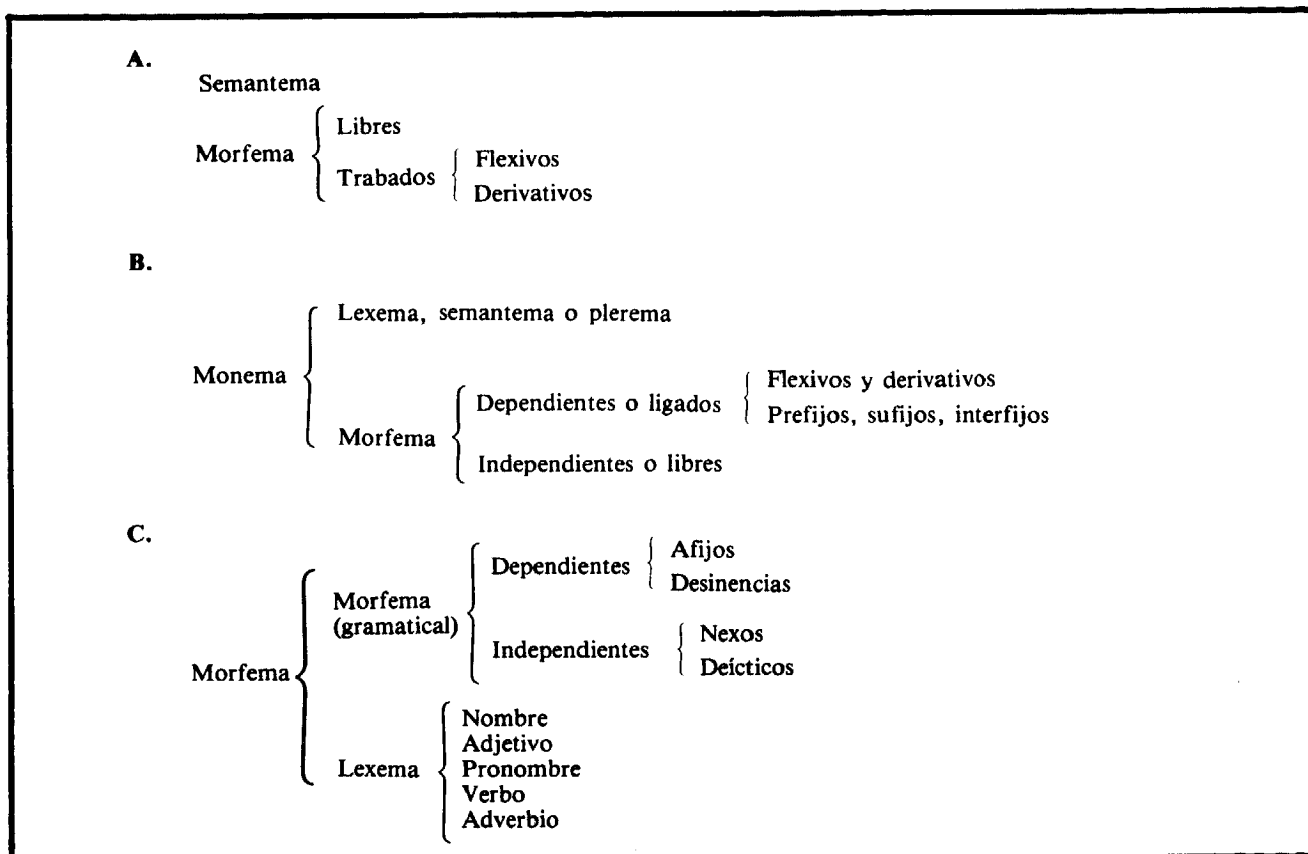 A.
Semantema
Morfema
Libres
Trabados
Flexivos
Derivativos
B.
Monema
Lexema, semantema o plerema
Morfema
Dependientes o ligados
Flexivos y derivativos
Prefijos, sufijos, interfijos
Independientes o libres
C.
Morfema
Morfema
(gramatical)
Dependientes
Afijos
Desinencias
Independientes
Nexos
Deícticos
Lexema
Nombre
Adjetivo
Pronombre
Verbo
Adverbio